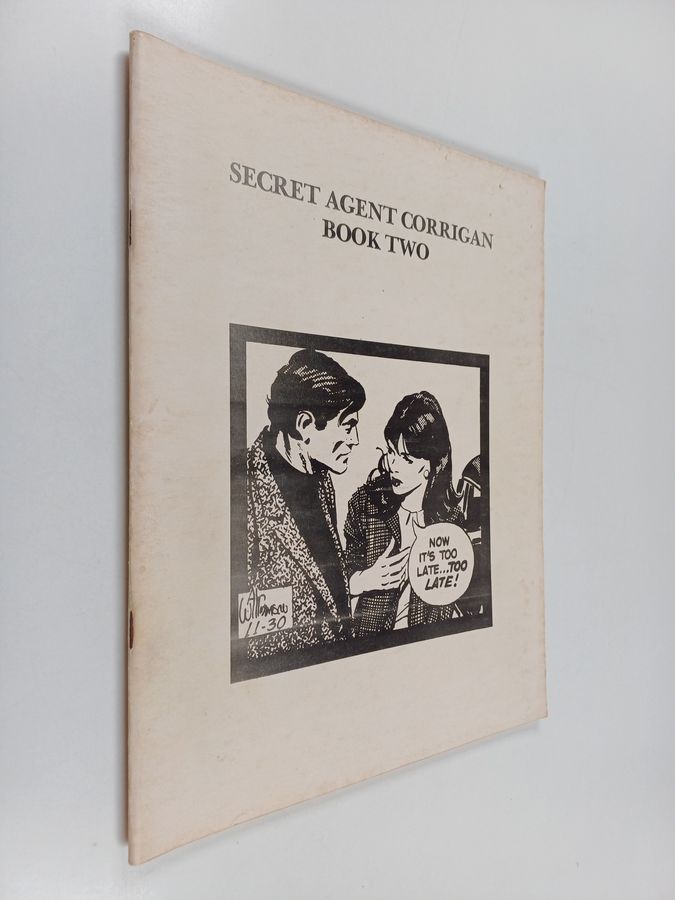 SECRET AGENT CORRIGAN
BOOK TWO
NOW
IT'S TOO
LATE...TOO
LATE!
11-30